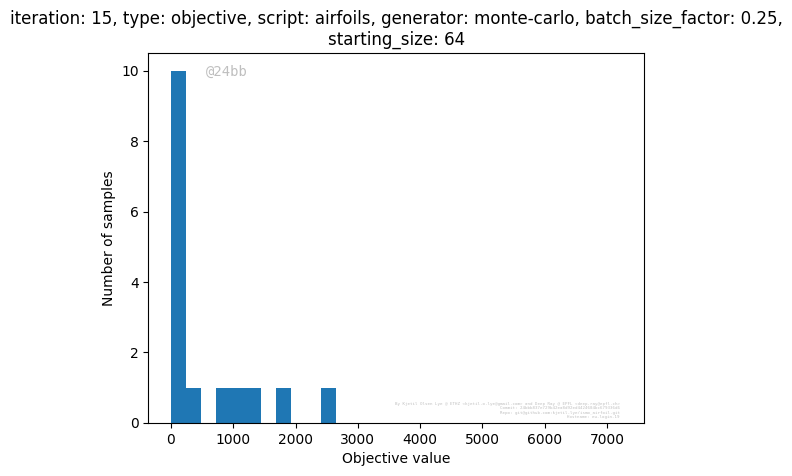 iteration: 15, type: objective, script: airfoils, generator: monte-carlo, batch_size_factor: 0.25,
starting_size: 64
@24bb
10
8
6
4
2
0
Number of samples
0 1000 2000 3000 4000 5000 6000 7000
Objective value